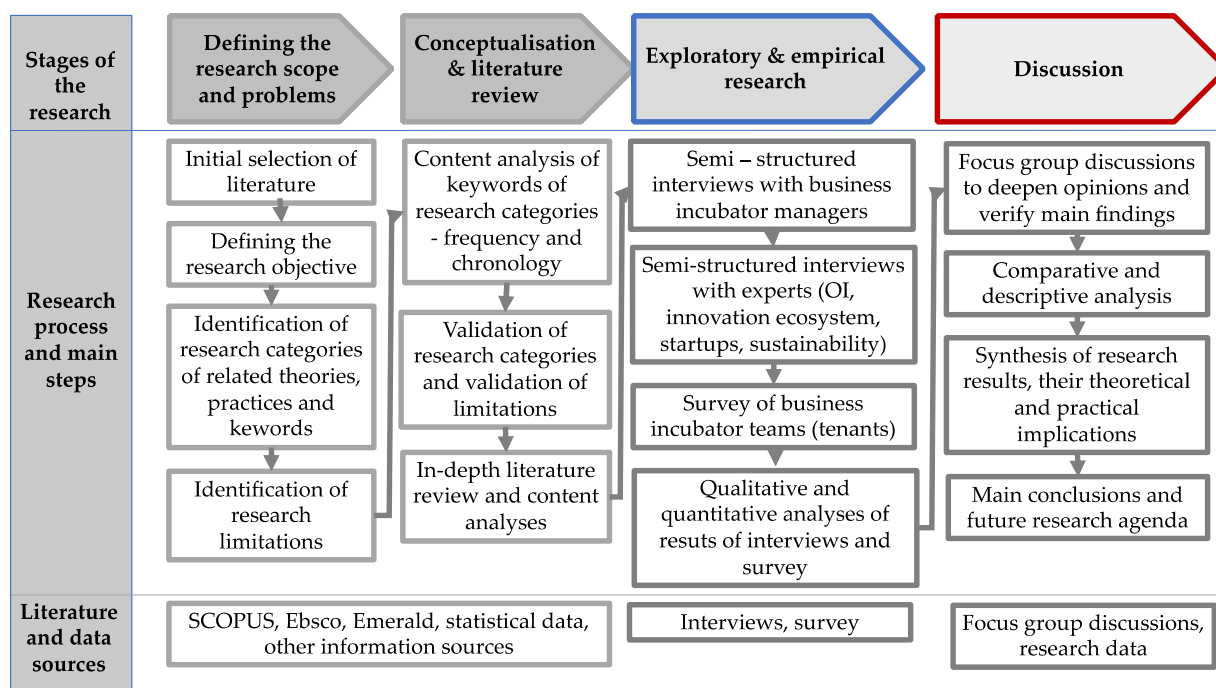 Stages of
the
research
Defining the
research scope
and problems
Conceptualisation
& literature
review
Exploratory & empirical
research
Discussion
Research
process
and main
steps
Initial selection of
literature
Defining the
research objective
Identification of
research categories
of related theories,
practices and
kewords
Identification of
research
limitations
Content analysis of
keywords of
research categories
- frequency and
chronology
Validation of
research categories
and validation of
limitations
In-depth literature
review and content
analyses
Semi – structured
interviews with business
incubator managers
Semi-structured interviews
with experts (OI,
innovation ecosystem,
startups, sustainability)
Survey of business
incubator teams (tenants)
Qualitative and
quantitative analyses of
resuts of interviews and
survey
Focus group discussions
to deepen opinions and
verify main findings
Comparative and
descriptive analysis
Synthesis of research
results, their theoretical
and practical
implications
Main conclusions and
future research agenda
Literature
and data
sources
SCOPUS, Ebsco, Emerald, statistical data,
other information sources
Interviews, survey
Focus group discussions,
research data